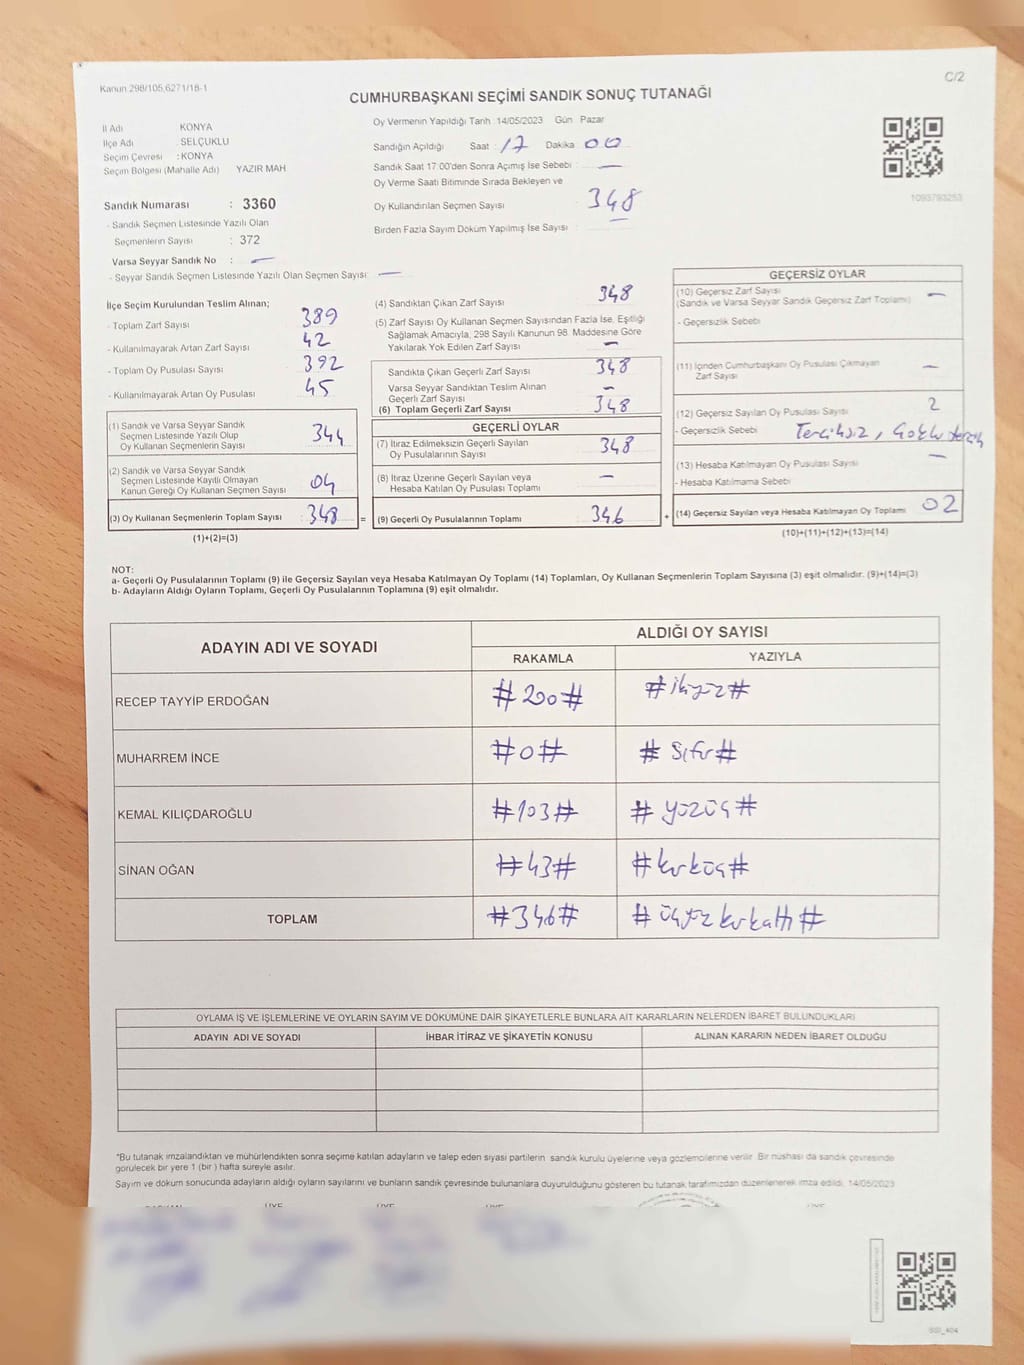 Kanun 298/105,6271/18-1
C/2
CUMHURBAŞKANI SEÇİMİ SANDIK SONUÇ TUTANAĞI
İl Adı KONYA
İlçe Adı : SELÇUKLU
Seçim Çevresi : KONYA
Seçim Bölgesi (Mahalle Adı) YAZIR MAH
Sandık Numarası : 3360
- Sandık Seçmen Listesinde Yazılı Olan
Seçmenlerin Sayısı : 372
Varsa Seyyar Sandık No : —
- Seyyar Sandık Seçmen Listesinde Yazılı Olan Seçmen Sayısı: —
Oy Vermenin Yapıldığı Tarih :14/05/2023 Gün Pazar
Sandığın Açıldığı Saat : 17 Dakika 00
Sandık Saat 17:00'den Sonra Açımış İse Sebebi : —
Oy Verme Saati Bitiminde Sırada Bekleyen ve
Oy Kullandırılan Seçmen Sayısı 348
Birden Fazla Sayım Döküm Yapılmış İse Sayısı :
1093793253
İlçe Seçim Kurulundan Teslim Alınan;
- Toplam Zarf Sayısı 389
- Kullanılmayarak Artan Zarf Sayısı 42
- Toplam Oy Pusulası Sayısı 392
- Kullanılmayarak Artan Oy Pusulası 45
(1) Sandık ve Varsa Seyyar Sandık
Seçmen Listesinde Yazılı Olup
Oy Kullanan Seçmenlerin Sayısı 344
(2) Sandık ve Varsa Seyyar Sandık
Seçmen Listesinde Kayıtlı Olmayan
Kanun Gereği Oy Kullanan Seçmen Sayısı 04
(3) Oy Kullanan Seçmenlerin Toplam Sayısı : 348
(1)+(2)=(3)
(4) Sandıktan Çıkan Zarf Sayısı 348
(5) Zarf Sayısı Oy Kullanan Seçmen Sayısından Fazla İse, Eşitliği
Sağlamak Amacıyla, 298 Sayılı Kanunun 98. Maddesine Göre
Yakılarak Yok Edilen Zarf Sayısı —
Sandıkta Çıkan Geçerli Zarf Sayısı 348
Varsa Seyyar Sandıktan Teslim Alınan
Geçerli Zarf Sayısı —
(6) Toplam Geçerli Zarf Sayısı 348
GEÇERLİ OYLAR
(7) İtiraz Edilmeksizin Geçerli Sayılan
Oy Pusulalarının Sayısı 348
(8) İtiraz Üzerine Geçerli Sayılan veya
Hesaba Katılan Oy Pusulası Toplamı —
= (9) Geçerli Oy Pusulalarının Toplamı 346
GEÇERSİZ OYLAR
(10) Geçersiz Zarf Sayısı —
(Sandık ve Varsa Seyyar Sandık Geçersiz Zarf Toplamı)
- Geçersizlik Sebebi
(11) İçinden Cumhurbaşkanı Oy Pusulası Çıkmayan
Zarf Sayısı —
(12) Geçersiz Sayılan Oy Pusulası Sayısı 2
- Geçersizlik Sebebi Tercihsiz,
(13) Hesaba Katılmayan Oy Pusulası Sayısı —
- Hesaba Katılmama Sebebi
+ (14) Geçersiz Sayılan veya Hesaba Katılmayan Oy Toplamı 02
(10)+(11)+(12)+(13)=(14)
NOT:
a- Geçerli Oy Pusulalarının Toplamı (9) ile Geçersiz Sayılan veya Hesaba Katılmayan Oy Toplamı (14) Toplamları, Oy Kullanan Seçmenlerin Toplam Sayısına (3) eşit olmalıdır. (9)+(14)=(3)
b- Adayların Aldığı Oyların Toplamı, Geçerli Oy Pusulalarının Toplamına (9) eşit olmalıdır.
ADAYIN ADI VE SOYADI ALDIĞI OY SAYISI
RAKAMLA YAZIYLA
RECEP TAYYİP ERDOĞAN #200# #ikiyüz#
MUHARREM İNCE #0# #Sıfır#
KEMAL KILIÇDAROĞLU #103# #yüzüç#
SİNAN OĞAN #43# #kırküç#
TOPLAM #346# #üçyüzkırkaltı#
OYLAMA İŞ VE İŞLEMLERİNE VE OYLARIN SAYIM VE DÖKÜMÜNE DAİR ŞİKAYETLERLE BUNLARA AİT KARARLARIN NELERDEN İBARET BULUNDUKLARI
ADAYIN ADI VE SOYADI İHBAR İTİRAZ VE ŞİKAYETİN KONUSU ALINAN KARARIN NEDEN İBARET OLDUĞU
*Bu tutanak imzalandıktan ve mühürlendikten sonra seçime katılan adayların ve talep eden siyasi partilerin sandık kurulu üyelerine veya gözlemcilerine verilir. Bir nüshası da sandık çevresinde
görülecek bir yere 1 (bir) hafta süreyle asılır.
Sayım ve döküm sonucunda adayların aldığı oyların sayılarını ve bunların sandık çevresinde bulunanlara duyurulduğunu gösteren bu tutanak tarafımızdan düzenlenerek imza edildi. 14/05/2023